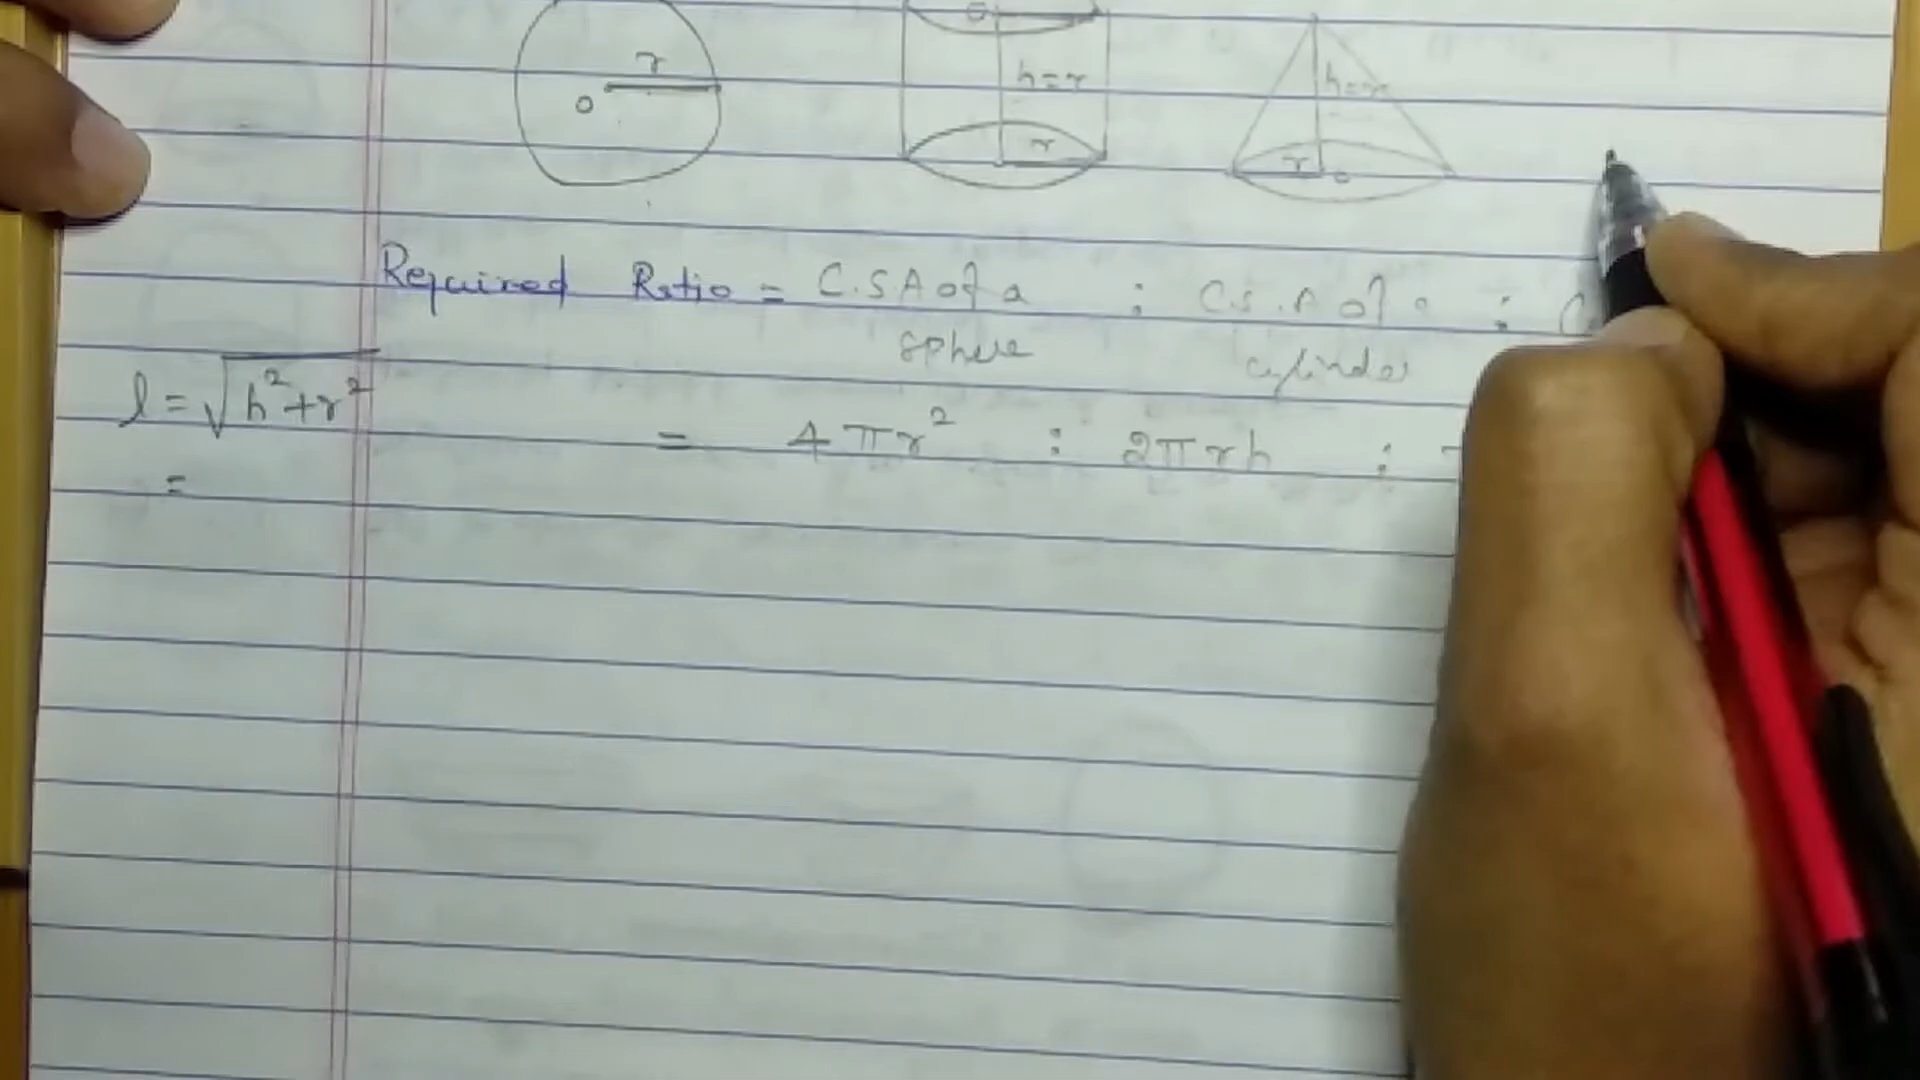 r
o
o
h=r
r
h=r
r o
Required Ratio = C.S.A of a : C.S.A of a : C
sphere cylinder
l = √h²+r²
= 4πr² : 2πrh :
=